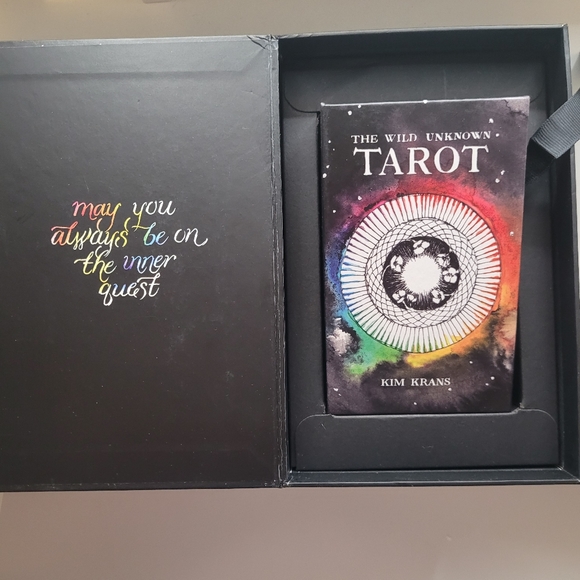 may you
always be on
the inner
quest
THE WILD UNKNOWN
TAROT
KIM KRANS